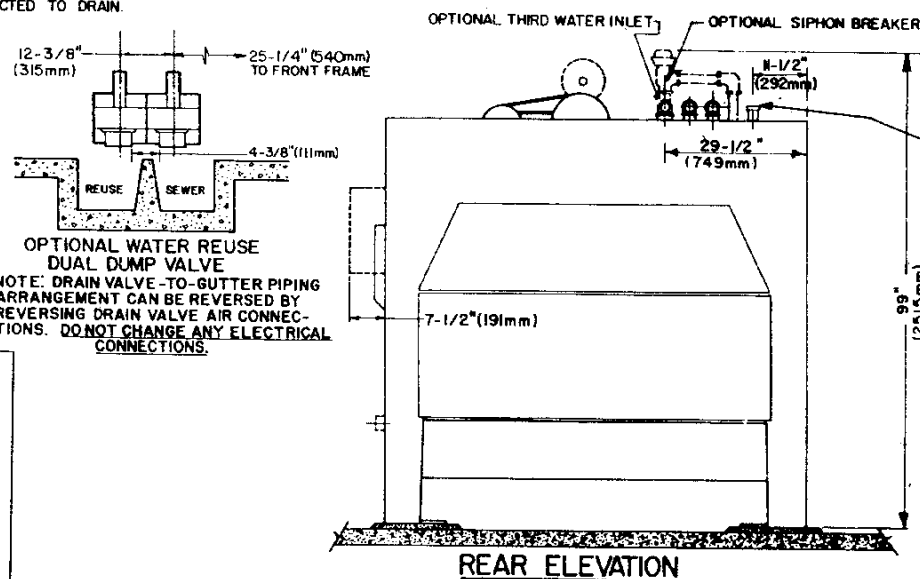 CTED TO DRAIN.
OPTIONAL THIRD WATER INLET
OPTIONAL SIPHON BREAKER
12-3/8"
(315mm)
25-1/4" (540mm)
TO FRONT FRAME
11-1/2"
(292mm)
4-3/8"(111mm)
29-1/2"
(749mm)
REUSE
SEWER
OPTIONAL WATER REUSE
DUAL DUMP VALVE
NOTE: DRAIN VALVE-TO-GUTTER PIPING
ARRANGEMENT CAN BE REVERSED BY
REVERSING DRAIN VALVE AIR CONNEC-
TIONS. DO NOT CHANGE ANY ELECTRICAL
CONNECTIONS.
7-1/2"(191mm)
99"
(2515mm)
REAR ELEVATION